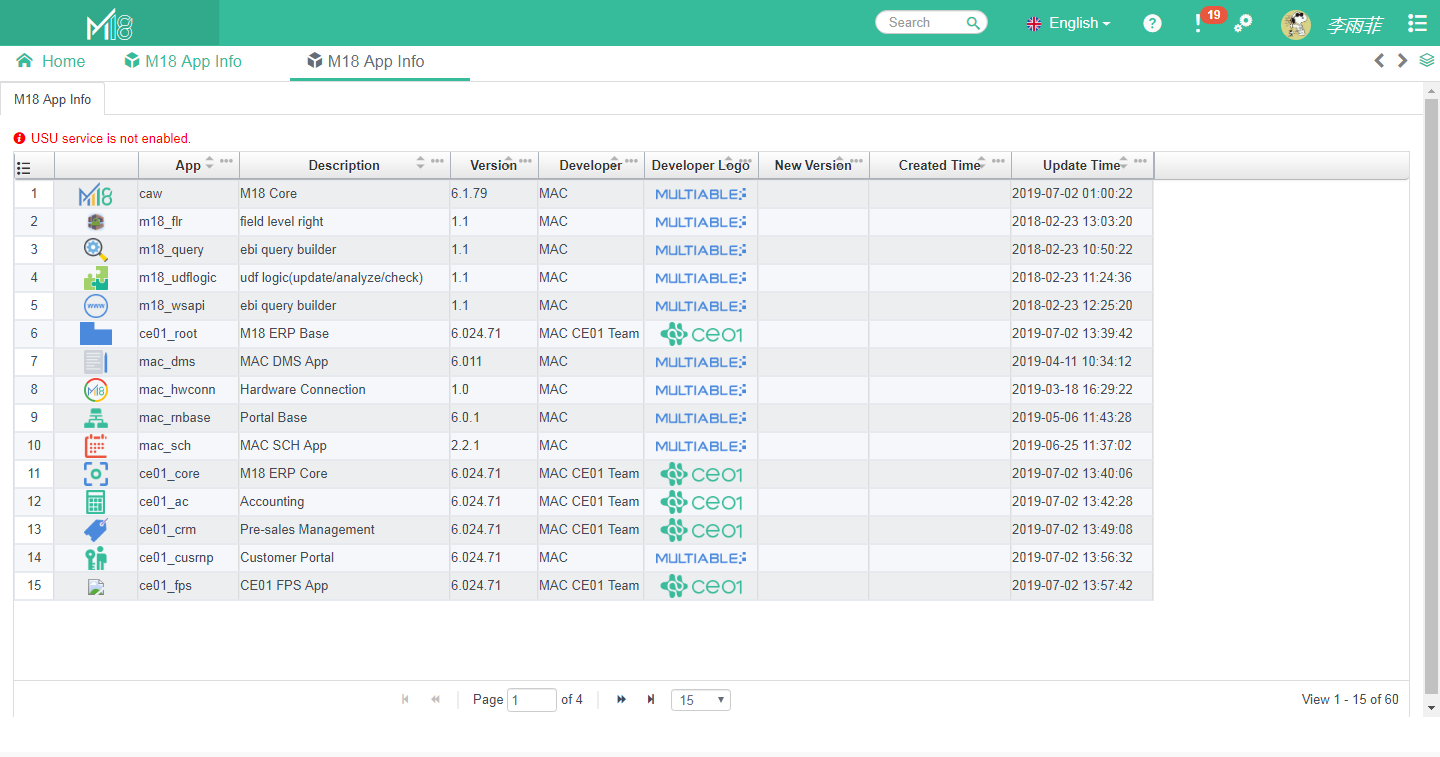 M18 Search English 19 李雨菲
Home M18 App Info M18 App Info
M18 App Info
USU service is not enabled.
App Description Version Developer Developer Logo New Version Created Time Update Time
1 M18 caw M18 Core 6.1.79 MAC MULTIABLE 2019-07-02 01:00:22
2 m18_flr field level right 1.1 MAC MULTIABLE 2018-02-23 13:03:20
3 m18_query ebi query builder 1.1 MAC MULTIABLE 2018-02-23 10:50:22
4 m18_udflogic udf logic(update/analyze/check) 1.1 MAC MULTIABLE 2018-02-23 11:24:36
5 www m18_wsapi ebi query builder 1.1 MAC MULTIABLE 2018-02-23 12:25:20
6 ce01_root M18 ERP Base 6.024.71 MAC CE01 Team ce01 2019-07-02 13:39:42
7 mac_dms MAC DMS App 6.011 MAC MULTIABLE 2019-04-11 10:34:12
8 M18 mac_hwconn Hardware Connection 1.0 MAC MULTIABLE 2019-03-18 16:29:22
9 mac_rnbase Portal Base 6.0.1 MAC MULTIABLE 2019-05-06 11:43:28
10 mac_sch MAC SCH App 2.2.1 MAC MULTIABLE 2019-06-25 11:37:02
11 ce01_core M18 ERP Core 6.024.71 MAC CE01 Team ce01 2019-07-02 13:40:06
12 ce01_ac Accounting 6.024.71 MAC CE01 Team ce01 2019-07-02 13:42:28
13 ce01_crm Pre-sales Management 6.024.71 MAC CE01 Team ce01 2019-07-02 13:49:08
14 ce01_cusrnp Customer Portal 6.024.71 MAC MULTIABLE 2019-07-02 13:56:32
15 ce01_fps CE01 FPS App 6.024.71 MAC CE01 Team ce01 2019-07-02 13:57:42
Page 1 of 4 15 View 1 - 15 of 60